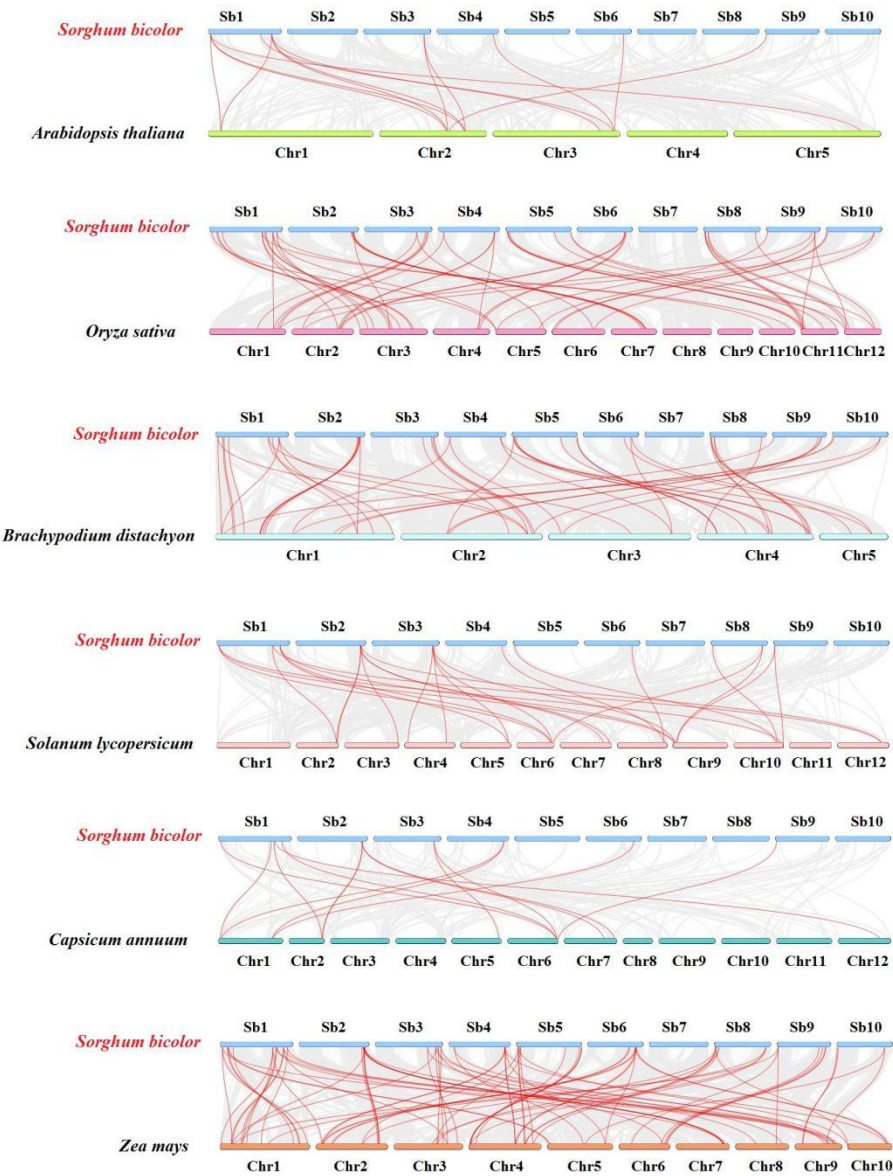 Sb1 Sb2 Sb3 Sb4 Sb5 Sb6 Sb7 Sb8 Sb9 Sb10
Sorghum bicolor
Arabidopsis thaliana
Chr1 Chr2 Chr3 Chr4 Chr5
Sb1 Sb2 Sb3 Sb4 Sb5 Sb6 Sb7 Sb8 Sb9 Sb10
Sorghum bicolor
Oryza sativa
Chr1 Chr2 Chr3 Chr4 Chr5 Chr6 Chr7 Chr8 Chr9 Chr10 Chr11 Chr12
Sb1 Sb2 Sb3 Sb4 Sb5 Sb6 Sb7 Sb8 Sb9 Sb10
Sorghum bicolor
Brachypodium distachyon
Chr1 Chr2 Chr3 Chr4 Chr5
Sb1 Sb2 Sb3 Sb4 Sb5 Sb6 Sb7 Sb8 Sb9 Sb10
Sorghum bicolor
Solanum lycopersicum
Chr1 Chr2 Chr3 Chr4 Chr5 Chr6 Chr7 Chr8 Chr9 Chr10 Chr11 Chr12
Sb1 Sb2 Sb3 Sb4 Sb5 Sb6 Sb7 Sb8 Sb9 Sb10
Sorghum bicolor
Capsicum annuum
Chr1 Chr2 Chr3 Chr4 Chr5 Chr6 Chr7 Chr8 Chr9 Chr10 Chr11 Chr12
Sb1 Sb2 Sb3 Sb4 Sb5 Sb6 Sb7 Sb8 Sb9 Sb10
Sorghum bicolor
Zea mays
Chr1 Chr2 Chr3 Chr4 Chr5 Chr6 Chr7 Chr8 Chr9 Chr10